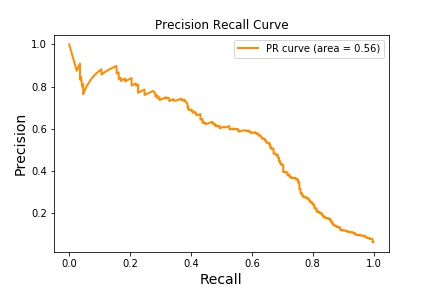 Precision Recall Curve
PR curve (area = 0.56)
1.0
0.8
0.6
0.4
0.2
Precision
0.0 0.2 0.4 0.6 0.8 1.0
Recall